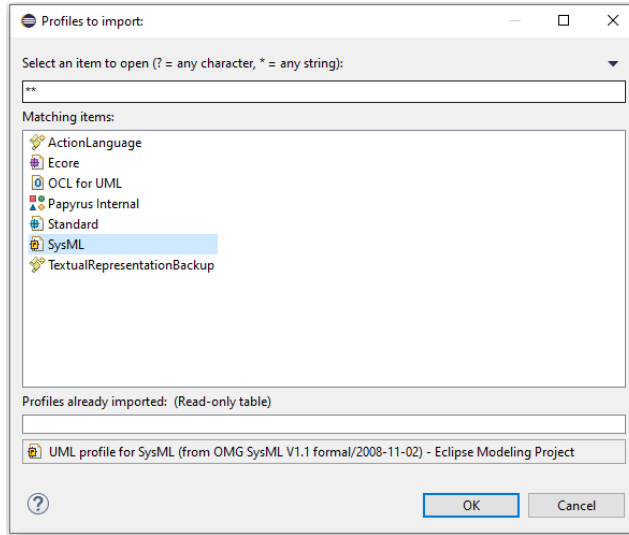 Profiles to import:
Select an item to open (? = any character, * = any string):
**
Matching items:
ActionLanguage
Ecore
OCL for UML
Papyrus Internal
Standard
SysML
TextualRepresentationBackup
Profiles already imported: (Read-only table)
UML profile for SysML (from OMG SysML V1.1 formal/2008-11-02) - Eclipse Modeling Project
? OK Cancel